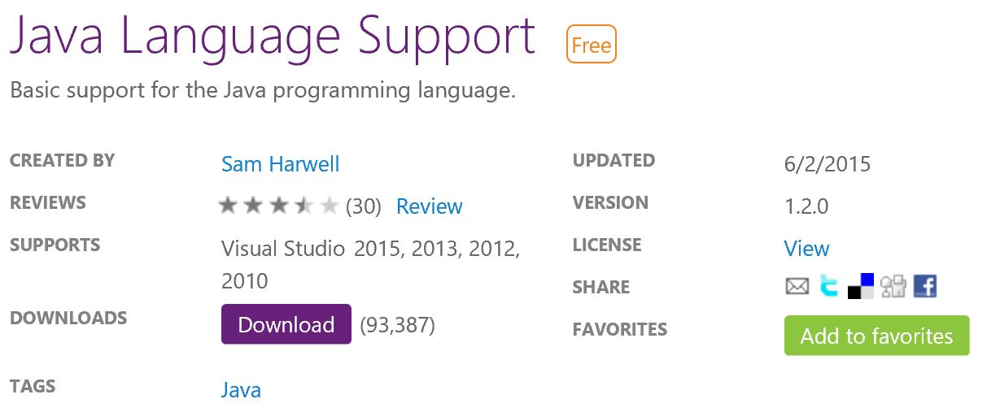 Java Language Support Free
Basic support for the Java programming language.
CREATED BY Sam Harwell
REVIEWS (30) Review
SUPPORTS Visual Studio 2015, 2013, 2012,
2010
DOWNLOADS Download (93,387)
TAGS Java
UPDATED 6/2/2015
VERSION 1.2.0
LICENSE View
SHARE
FAVORITES Add to favorites